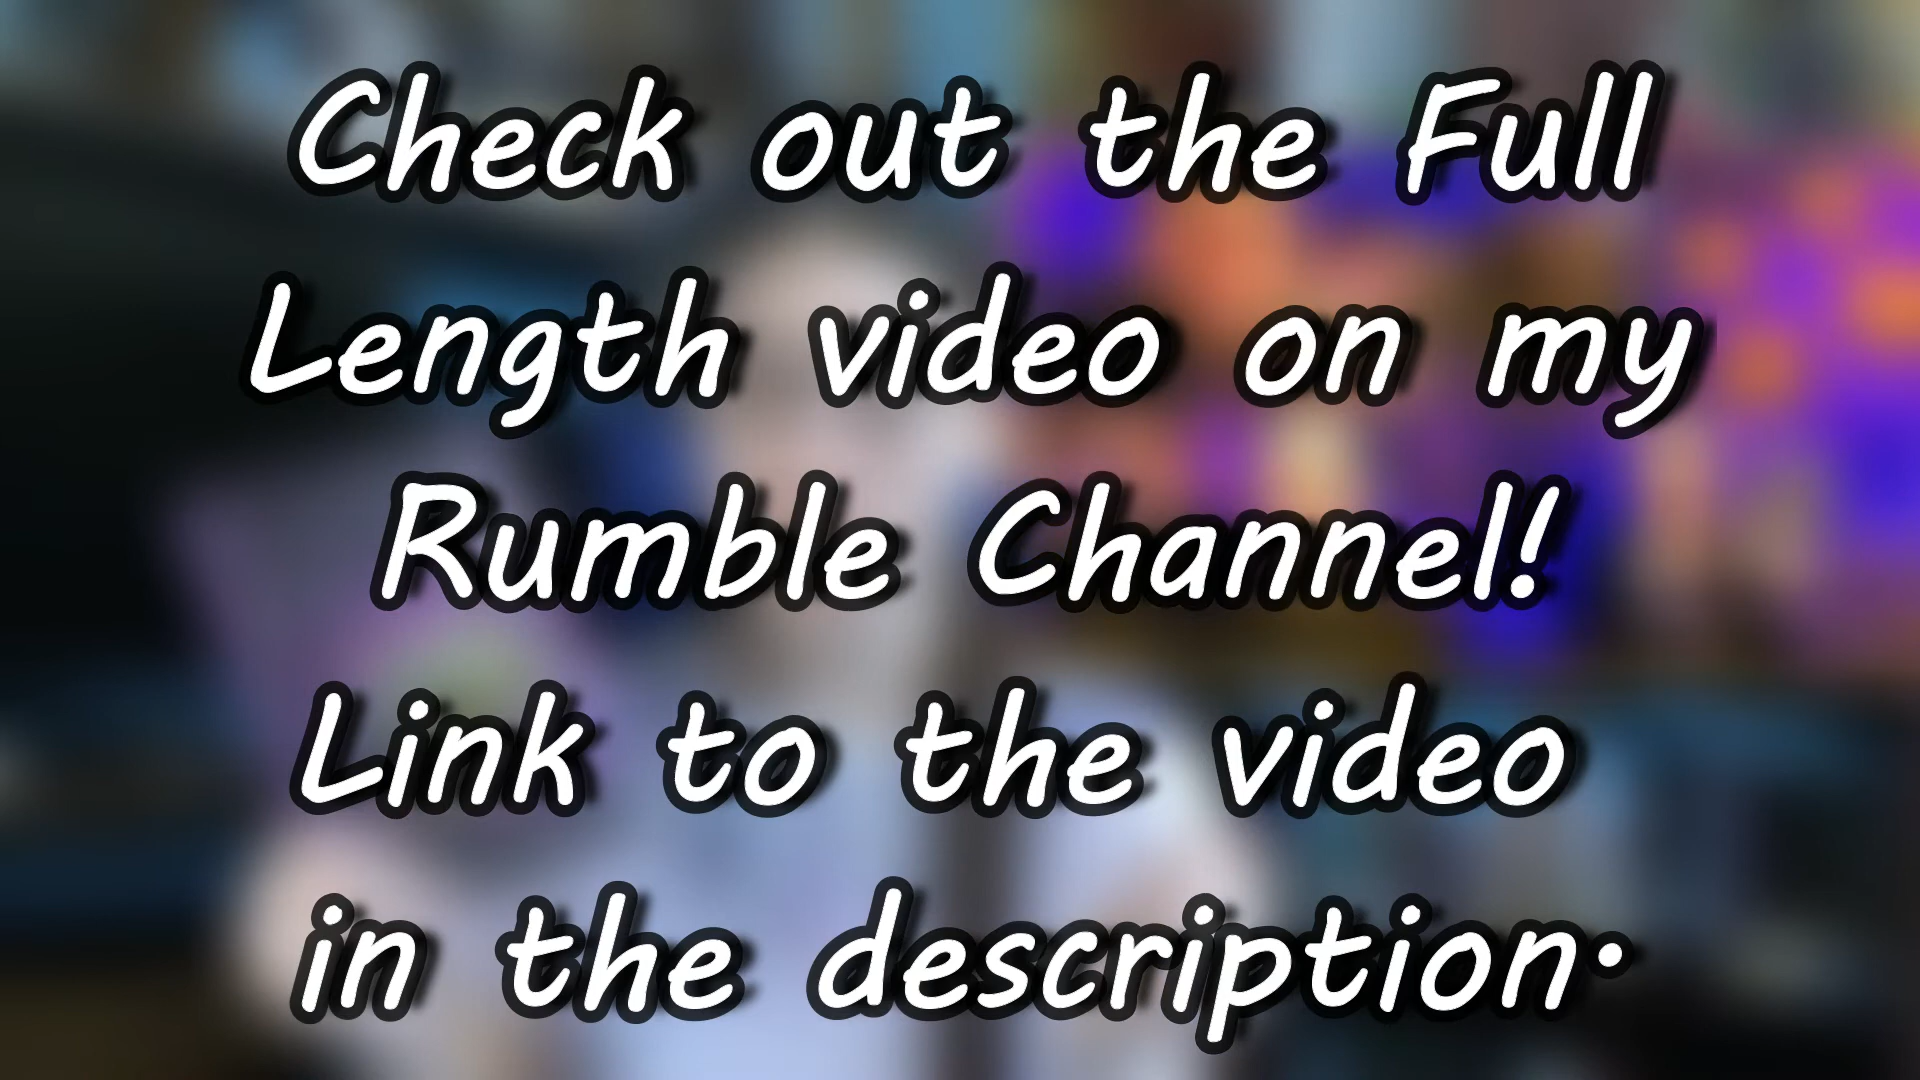 Check out the Full
Length video on my
Rumble Channel!
Link to the video
in the description.